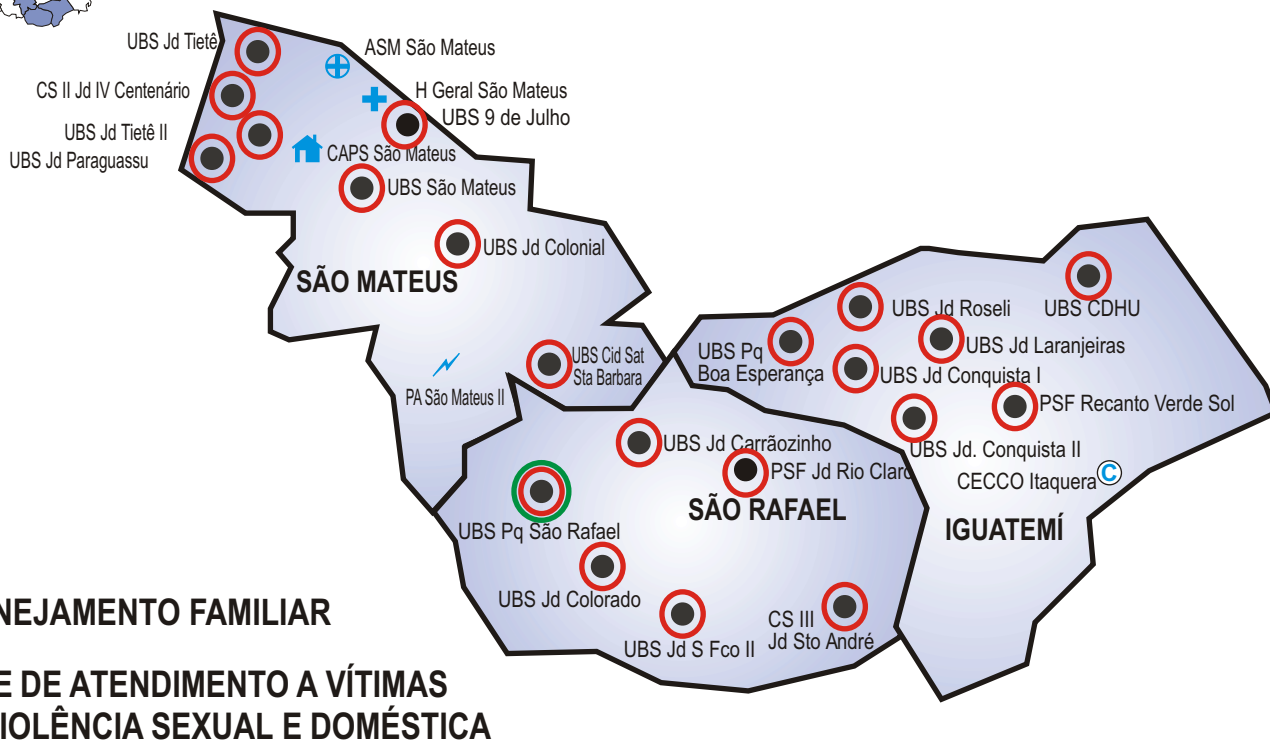 UBS Jd Tietê
ASM São Mateus
CS II Jd IV Centenário
H Geral São Mateus
UBS 9 de Julho
UBS Jd Tietê II
UBS Jd Paraguassu
CAPS São Mateus
UBS São Mateus
UBS Jd Colonial
SÃO MATEUS
UBS Cid Sat
Sta Barbara
PA São Mateus II
UBS CDHU
UBS Jd Roseli
UBS Jd Laranjeiras
UBS Pq
Boa Esperança
UBS Jd Conquista I
PSF Recanto Verde Sol
UBS Jd. Conquista II
CECCO Itaquera
C
IGUATEMÍ
UBS Jd Carrãozinho
PSF Jd Rio Claro
SÃO RAFAEL
UBS Pq São Rafael
UBS Jd Colorado
UBS Jd S Fco II
CS III
Jd Sto André
NEJAMENTO FAMILIAR
E DE ATENDIMENTO A VÍTIMAS
IOLÊNCIA SEXUAL E DOMÉSTICA